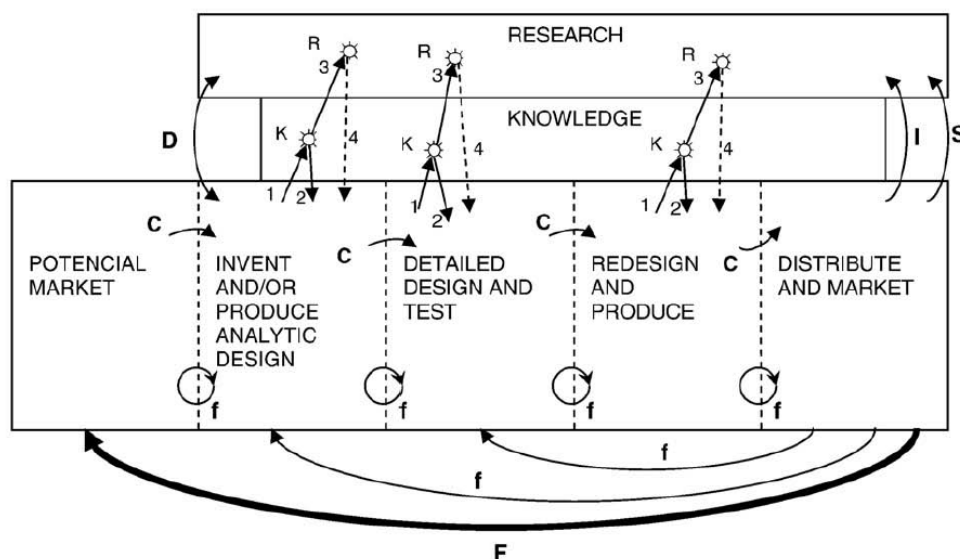 RESEARCH
R
R
R
3
3
3
KNOWLEDGE
D
K
4
K
4
K
4
I
S
1
2
1
2
1
2
C
C
C
C
POTENCIAL
MARKET
INVENT
AND/OR
PRODUCE
ANALYTIC
DESIGN
DETAILED
DESIGN AND
TEST
REDESIGN
AND
PRODUCE
DISTRIBUTE
AND MARKET
f
f
f
f
f
f
F